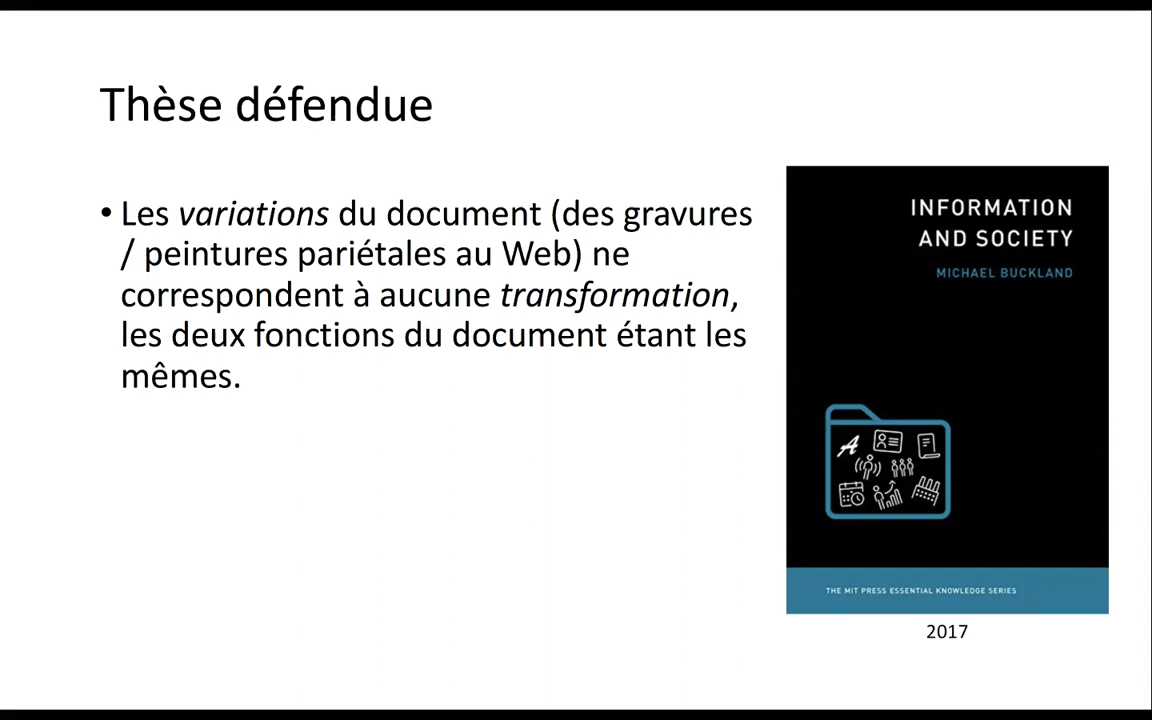 Thèse défendue
• Les variations du document (des gravures
/ peintures pariétales au Web) ne
correspondent à aucune transformation,
les deux fonctions du document étant les
mêmes.
INFORMATION
AND SOCIETY
MICHAEL BUCKLAND
THE MIT PRESS ESSENTIAL KNOWLEDGE SERIES
2017